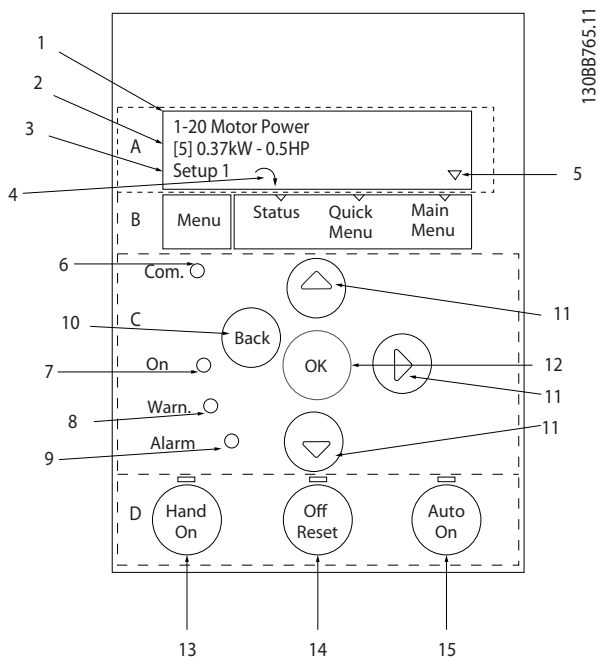 130BB765.11
1
2
3
4
5
A
1-20 Motor Power
[5] 0.37kW - 0.5HP
Setup 1
B
Menu
Status
Quick
Menu
Main
Menu
6
Com.
11
10
C
Back
OK
12
7
On
11
8
Warn.
11
9
Alarm
D
Hand
On
Off
Reset
Auto
On
13
14
15